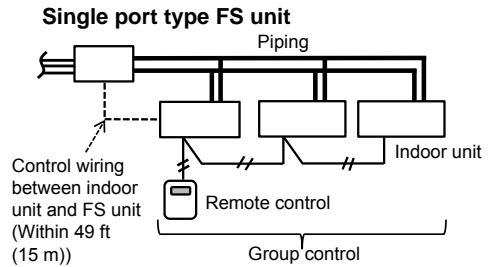 Single port type FS unit
Piping
Indoor unit
Control wiring
between indoor
unit and FS unit
(Within 49 ft
(15 m))
Remote control
Group control